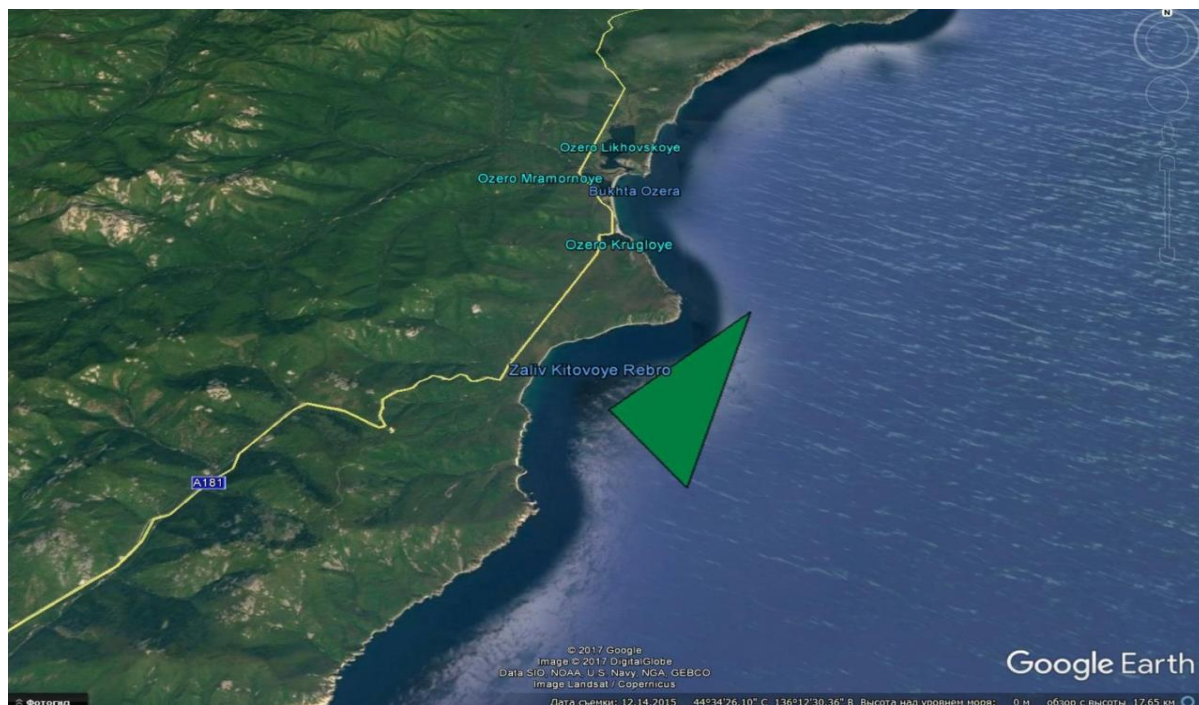 N
Ozero Likhovskoye
Ozero Mramornoye
Bukhta Ozera
Ozero Krugloye
Zaliv Kitovoye Rebro
A181
© 2017 Google
Image © 2017 DigitalGlobe
Data SIO, NOAA, U.S. Navy, NGA, GEBCO
Image Landsat / Copernicus
Google Earth
Фотогид
Дата съемки: 12.14.2015 44°34'26.10" С 136°12'30.36" В Высота над уровнем моря: 0 м обзор с высоты 17.65 км